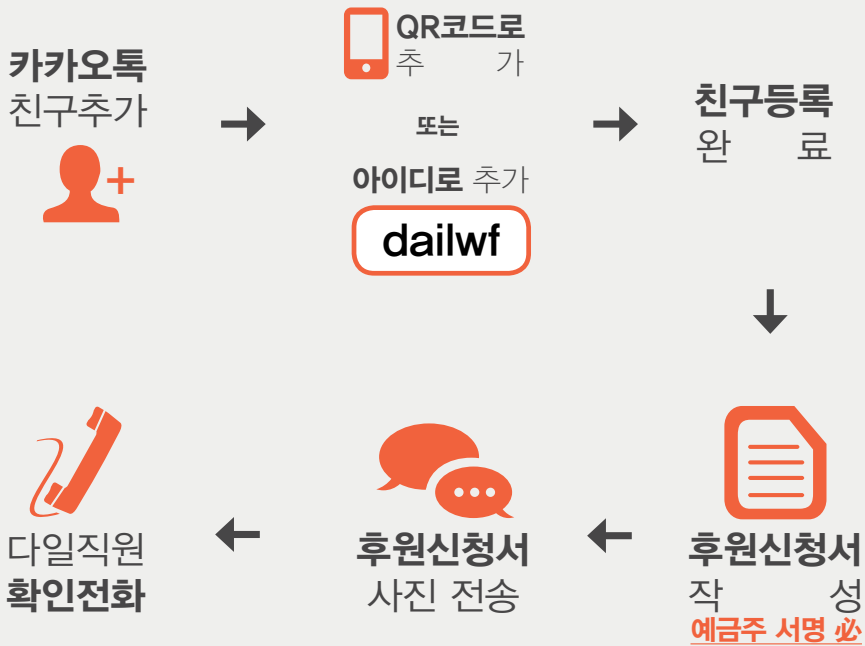 카카오톡
친구추가
QR코드로
추 가
또는
아이디로 추가
dailwf
친구등록
완 료
후원신청서
작 성
예금주 서명 必
후원신청서
사진 전송
다일직원
확인전화